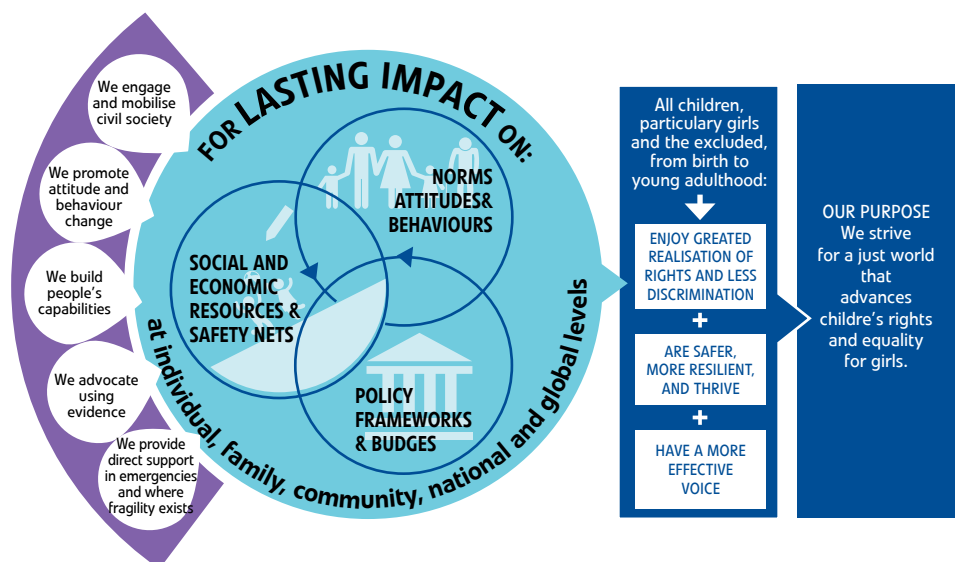 We engage
and mobilise
civil society
We promote
attitude and
behaviour
change
We build
people's
capabilities
We advocate
using
evidence
We provide
direct support
in emergencies
and where
fragility exists
FOR LASTING IMPACT ON:
NORMS
ATTITUDES&
BEHAVIOURS
SOCIAL AND
ECONOMIC
RESOURCES &
SAFETY NETS
POLICY
FRAMEWORKS
& BUDGES
at individual, family, community, national and global levels
All children,
particulary girls
and the excluded,
from birth to
young adulthood:
ENJOY GREATED
REALISATION OF
RIGHTS AND LESS
DISCRIMINATION
+
ARE SAFER,
MORE RESILIENT,
AND THRIVE
+
HAVE A MORE
EFFECTIVE
VOICE
OUR PURPOSE
We strive
for a just world
that
advances
childre's rights
and equality
for girls.